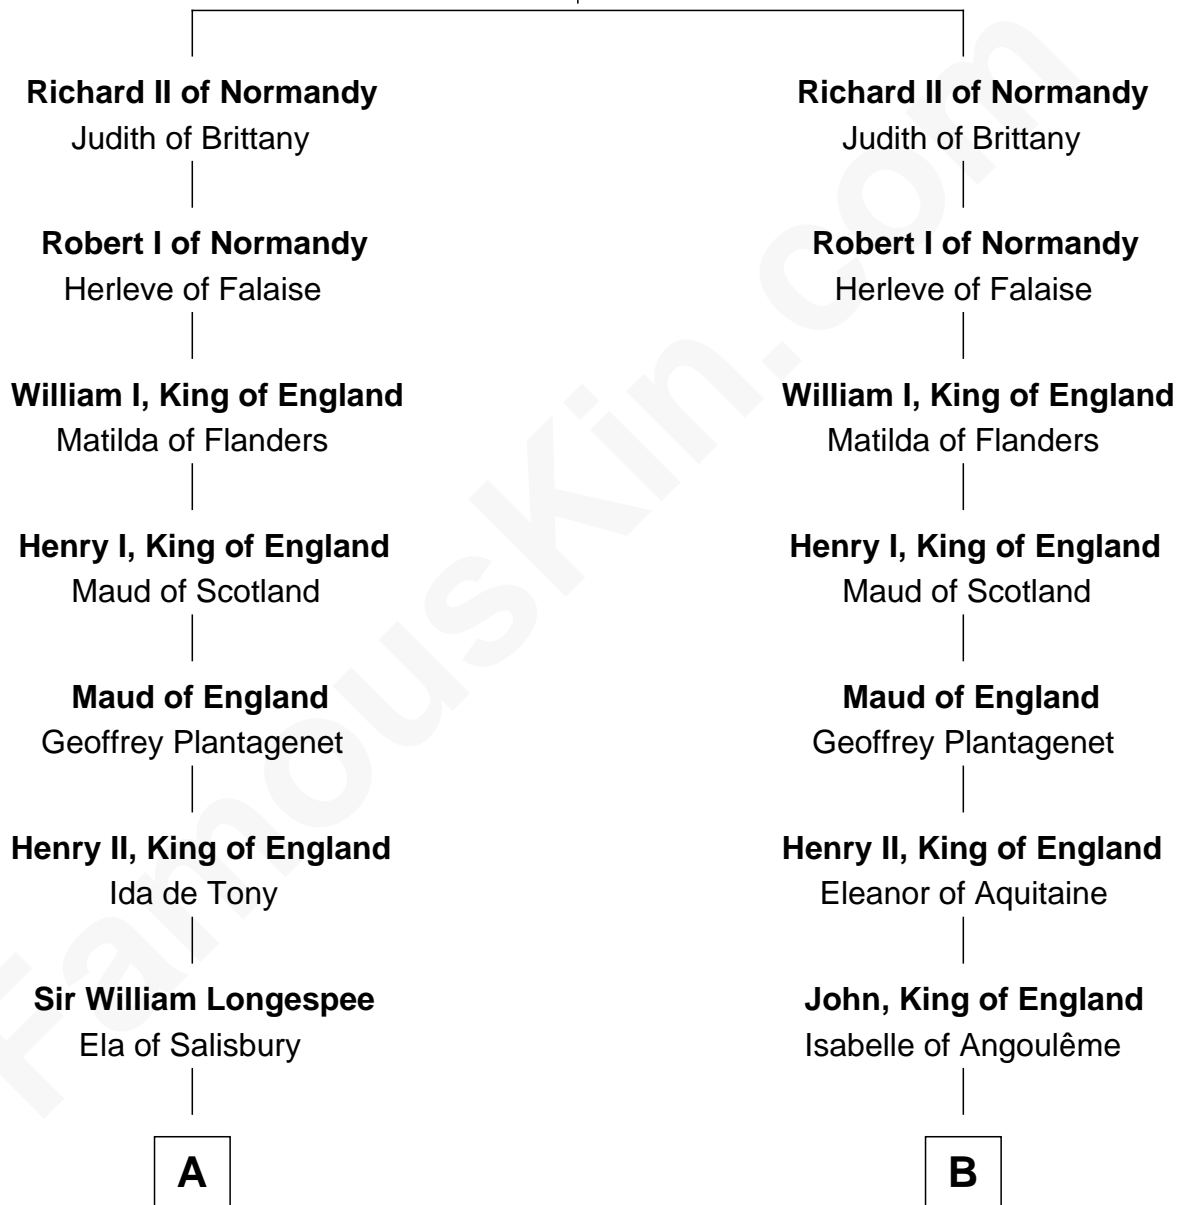 Richard II of Normandy
Judith of Brittany
Robert I of Normandy
Herleve of Falaise
William I, King of England
Matilda of Flanders
Henry I, King of England
Maud of Scotland
Maud of England
Geoffrey Plantagenet
Henry II, King of England
Ida de Tony
Sir William Longespee
Ela of Salisbury
A
Richard II of Normandy
Judith of Brittany
Robert I of Normandy
Herleve of Falaise
William I, King of England
Matilda of Flanders
Henry I, King of England
Maud of Scotland
Maud of England
Geoffrey Plantagenet
Henry II, King of England
Eleanor of Aquitaine
John, King of England
Isabelle of Angoulême
B
FamousKin.com